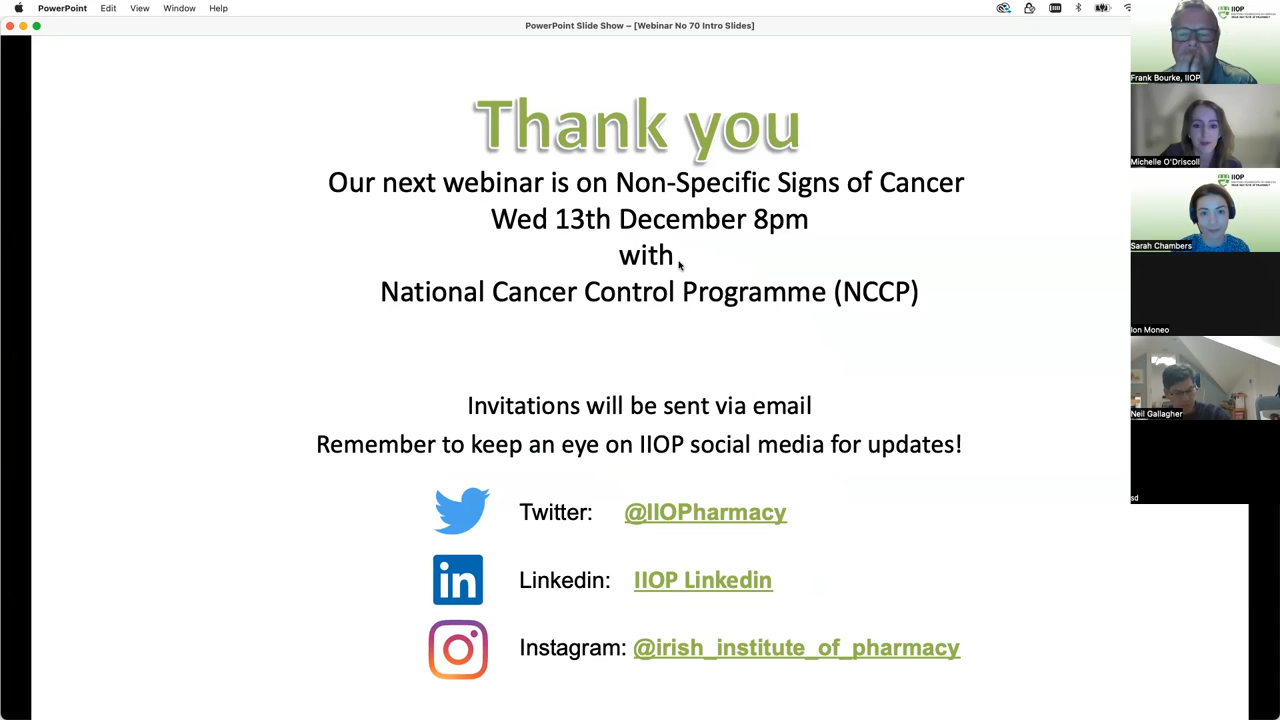 PowerPoint Edit View Window Help
PowerPoint Slide Show – [Webinar No 70 Intro Slides]
Thank you
Our next webinar is on Non-Specific Signs of Cancer
Wed 13th December 8pm
with
National Cancer Control Programme (NCCP)
Invitations will be sent via email
Remember to keep an eye on IIOP social media for updates!
Twitter: @IIOPharmacy
Linkedin: IIOP Linkedin
Instagram: @irish_institute_of_pharmacy
IIOP
Frank Bourke, IIOP
Michelle O'Driscoll
IIOP
Sarah Chambers
Ion Moneo
Neil Gallagher
sd